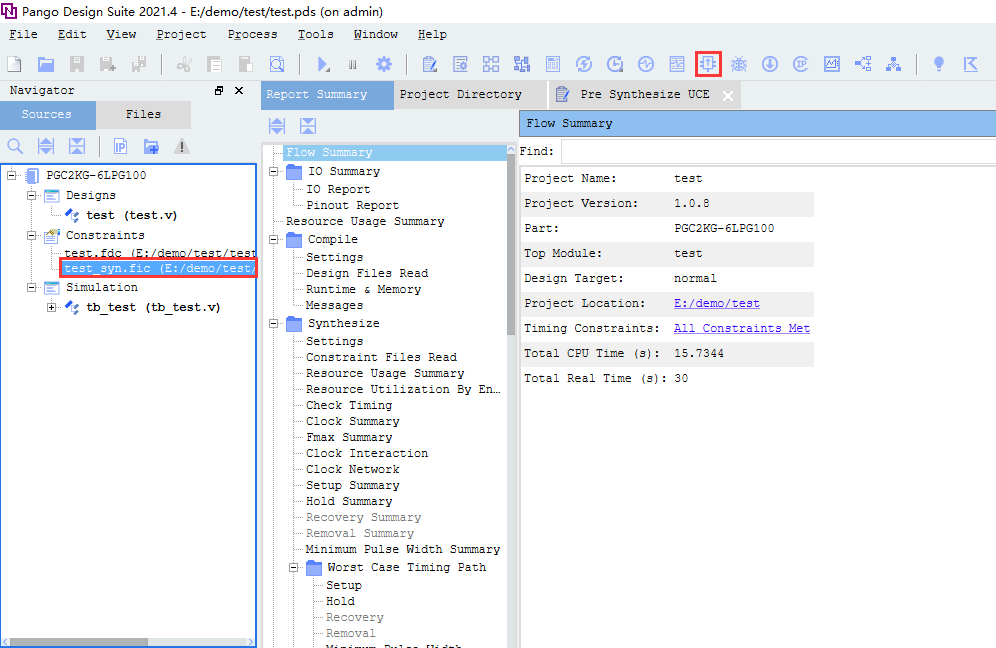 Pango Design Suite 2021.4 - E:/demo/test/test.pds (on admin)
File Edit View Project Process Tools Window Help
Navigator
Sources Files
PGC2KG-6LPG100
Designs
test (test.v)
Constraints
test.fdc (E:/demo/test/test
test_syn.fic (E:/demo/test/
Simulation
tb_test (tb_test.v)
Report Summary Project Directory Pre Synthesize UCE
Flow Summary
IO Summary
IO Report
Pinout Report
Resource Usage Summary
Compile
Settings
Design Files Read
Runtime & Memory
Messages
Synthesize
Settings
Constraint Files Read
Resource Usage Summary
Resource Utilization By En...
Check Timing
Clock Summary
Fmax Summary
Clock Interaction
Clock Network
Setup Summary
Hold Summary
Recovery Summary
Removal Summary
Minimum Pulse Width Summary
Worst Case Timing Path
Setup
Hold
Recovery
Removal
Minimum Pulse Width
Flow Summary
Find:
Project Name: test
Project Version: 1.0.8
Part: PGC2KG-6LPG100
Top Module: test
Design Target: normal
Project Location: E:/demo/test
Timing Constraints: All Constraints Met
Total CPU Time (s): 15.7344
Total Real Time (s): 30